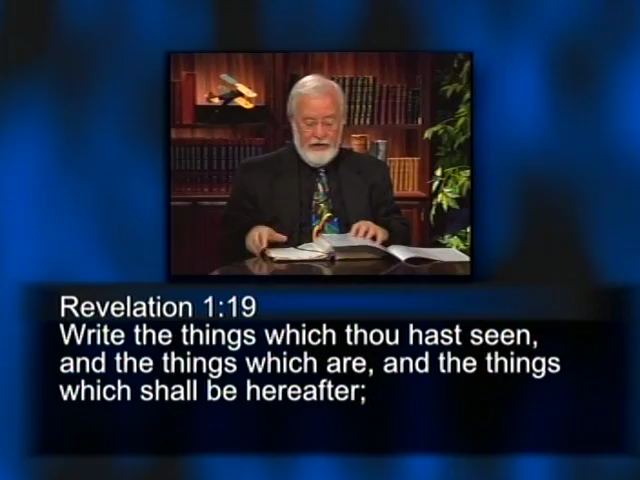 Revelation 1:19
Write the things which thou hast seen,
and the things which are, and the things
which shall be hereafter;